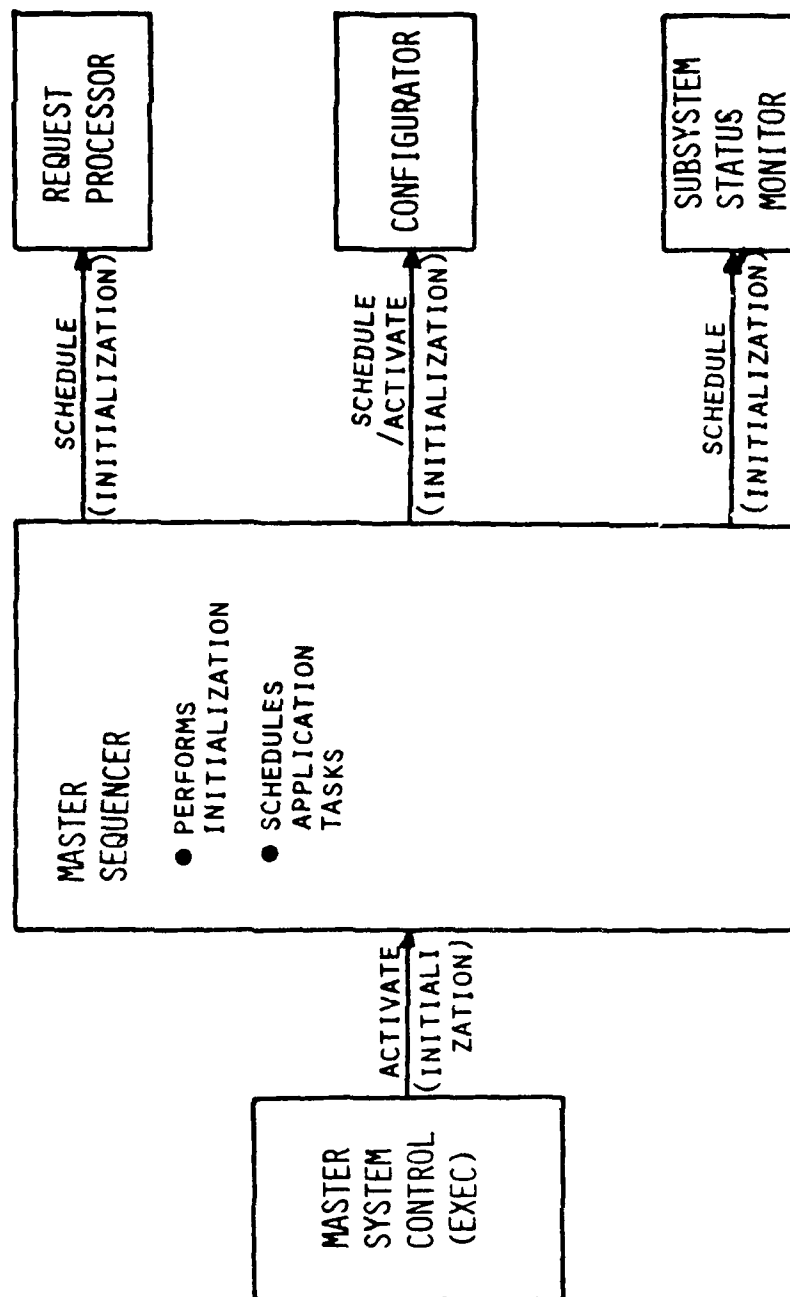 MASTER
SYSTEM
CONTROL
(EXEC)
ACTIVATE
(INITIALI
ZATION)
MASTER
SEQUENCER
● PERFORMS
INITIALIZATION
● SCHEDULES
APPLICATION
TASKS
SCHEDULE
(INITIALIZATION)
REQUEST
PROCESSOR
SCHEDULE
/ACTIVATE
(INITIALIZATION)
CONFIGURATOR
SCHEDULE
(INITIALIZATION)
SUBSYSTEM
STATUS
MONITOR